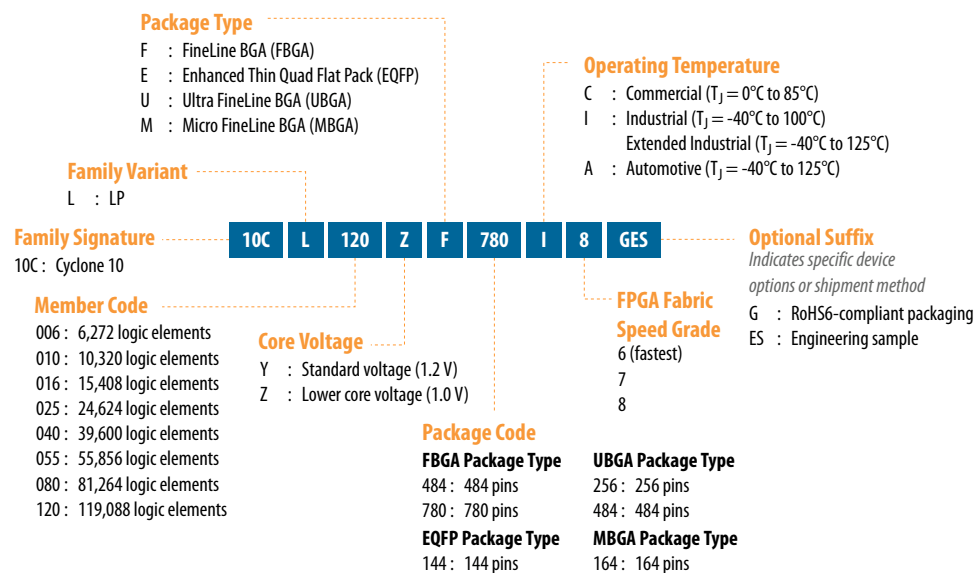 Package Type
F : FineLine BGA (FBGA)
E : Enhanced Thin Quad Flat Pack (EQFP)
U : Ultra FineLine BGA (UBGA)
M : Micro FineLine BGA (MBGA)
Operating Temperature
C : Commercial (TJ = 0°C to 85°C)
I : Industrial (TJ = -40°C to 100°C)
Extended Industrial (TJ = -40°C to 125°C)
A : Automotive (TJ = -40°C to 125°C)
Family Variant
L : LP
Family Signature
10C : Cyclone 10
10C L 120 Z F 780 I 8 GES
Optional Suffix
Indicates specific device
options or shipment method
G : RoHS6-compliant packaging
ES : Engineering sample
Member Code
006 : 6,272 logic elements
010 : 10,320 logic elements
016 : 15,408 logic elements
025 : 24,624 logic elements
040 : 39,600 logic elements
055 : 55,856 logic elements
080 : 81,264 logic elements
120 : 119,088 logic elements
Core Voltage
Y : Standard voltage (1.2 V)
Z : Lower core voltage (1.0 V)
FPGA Fabric
Speed Grade
6 (fastest)
7
8
Package Code
FBGA Package Type
484 : 484 pins
780 : 780 pins
EQFP Package Type
144 : 144 pins
UBGA Package Type
256 : 256 pins
484 : 484 pins
MBGA Package Type
164 : 164 pins